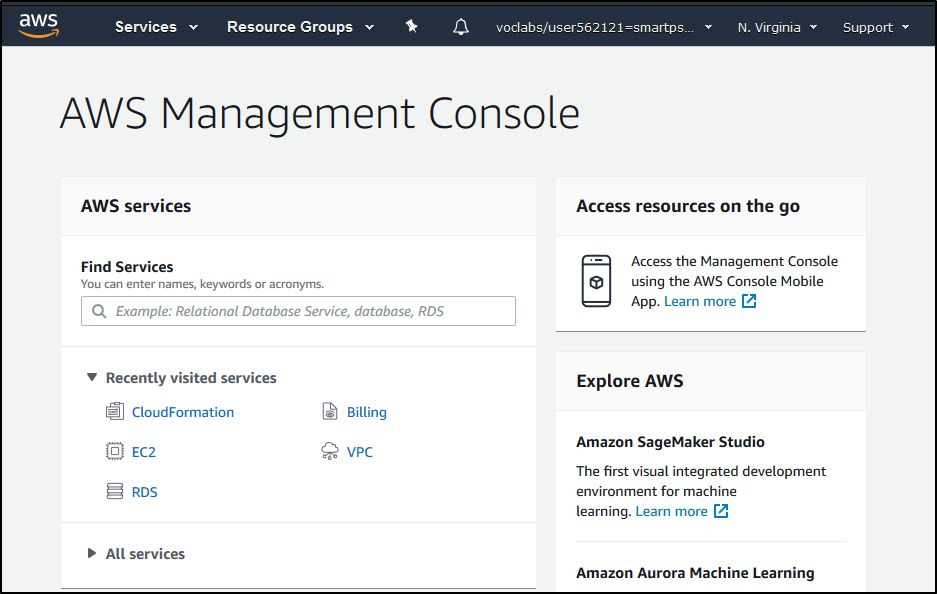 aws Services Resource Groups voclabs/user562121=smartps... N. Virginia Support
AWS Management Console
AWS services
Find Services
You can enter names, keywords or acronyms.
Example: Relational Database Service, database, RDS
Recently visited services
CloudFormation Billing
EC2 VPC
RDS
All services
Access resources on the go
Access the Management Console
using the AWS Console Mobile
App. Learn more
Explore AWS
Amazon SageMaker Studio
The first visual integrated development
environment for machine
learning. Learn more
Amazon Aurora Machine Learning